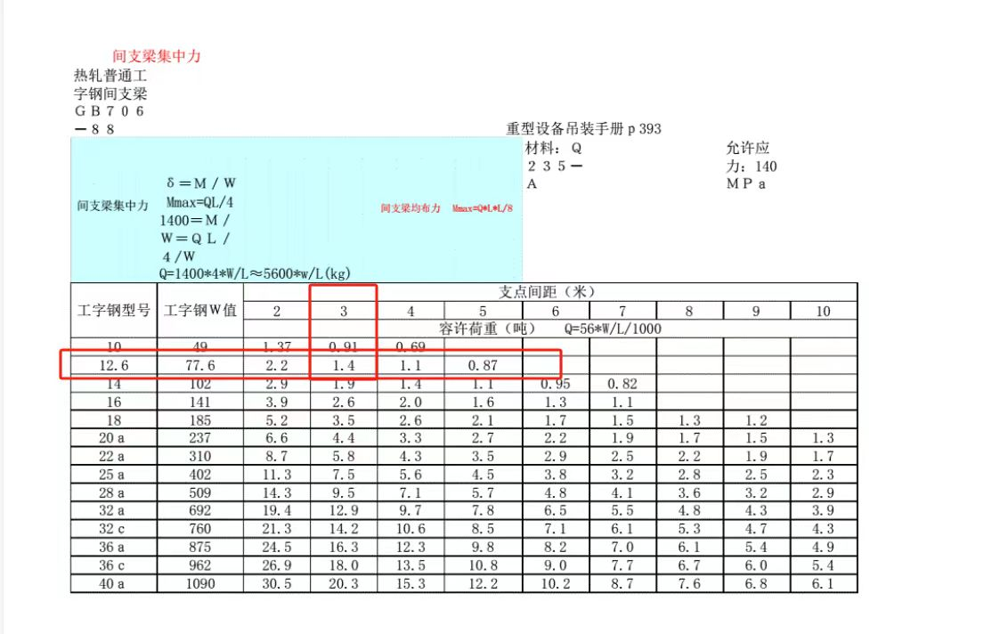 间支梁集中力
热轧普通工
字钢间支梁
ＧＢ７０６
－８８
重型设备吊装手册ｐ393
材料：Ｑ
２３５－
Ａ
允许应
力：140
ＭＰａ
间支梁集中力
δ＝Ｍ／Ｗ
Mmax=QL/4
1400＝Ｍ／
Ｗ＝ＱＬ／
４/Ｗ
Q=1400*4*W/L≈5600*w/L(kg)
间支梁均布力 Mmax=Q*L*L/8
工字钢型号 工字钢Ｗ值 支点间距（米）
2 3 4 5 6 7 8 9 10
容许荷重（吨） Q=56*W/L/1000
10 49 1.37 0.91 0.69
12.6 77.6 2.2 1.4 1.1 0.87
14 102 2.9 1.9 1.4 1.1 0.95 0.82
16 141 3.9 2.6 2.0 1.6 1.3 1.1
18 185 5.2 3.5 2.6 2.1 1.7 1.5 1.3 1.2
20ａ 237 6.6 4.4 3.3 2.7 2.2 1.9 1.7 1.5 1.3
22ａ 310 8.7 5.8 4.3 3.5 2.9 2.5 2.2 1.9 1.7
25ａ 402 11.3 7.5 5.6 4.5 3.8 3.2 2.8 2.5 2.3
28ａ 509 14.3 9.5 7.1 5.7 4.8 4.1 3.6 3.2 2.9
32ａ 692 19.4 12.9 9.7 7.8 6.5 5.5 4.8 4.3 3.9
32ｃ 760 21.3 14.2 10.6 8.5 7.1 6.1 5.3 4.7 4.3
36ａ 875 24.5 16.3 12.3 9.8 8.2 7.0 6.1 5.4 4.9
36ｃ 962 26.9 18.0 13.5 10.8 9.0 7.7 6.7 6.0 5.4
40ａ 1090 30.5 20.3 15.3 12.2 10.2 8.7 7.6 6.8 6.1